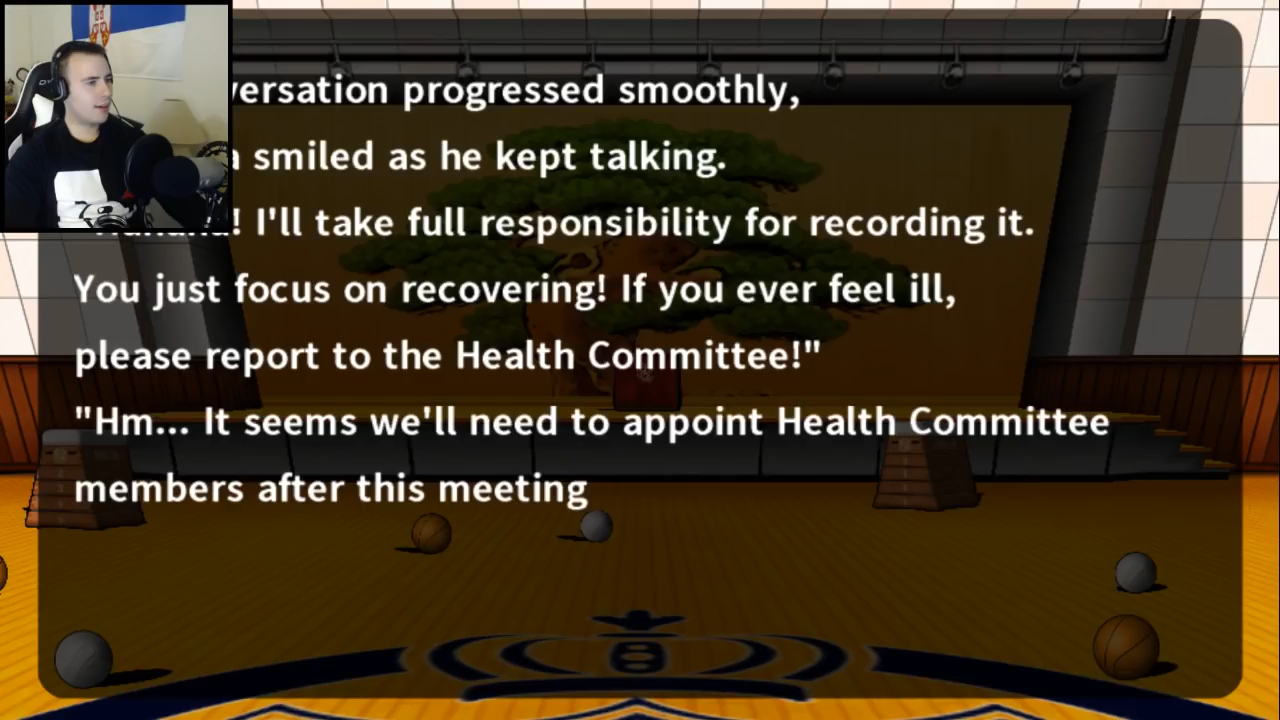 versation progressed smoothly,
smiled as he kept talking.
I'll take full responsibility for recording it.
You just focus on recovering! If you ever feel ill,
please report to the Health Committee!"
"Hm... It seems we'll need to appoint Health Committee
members after this meeting